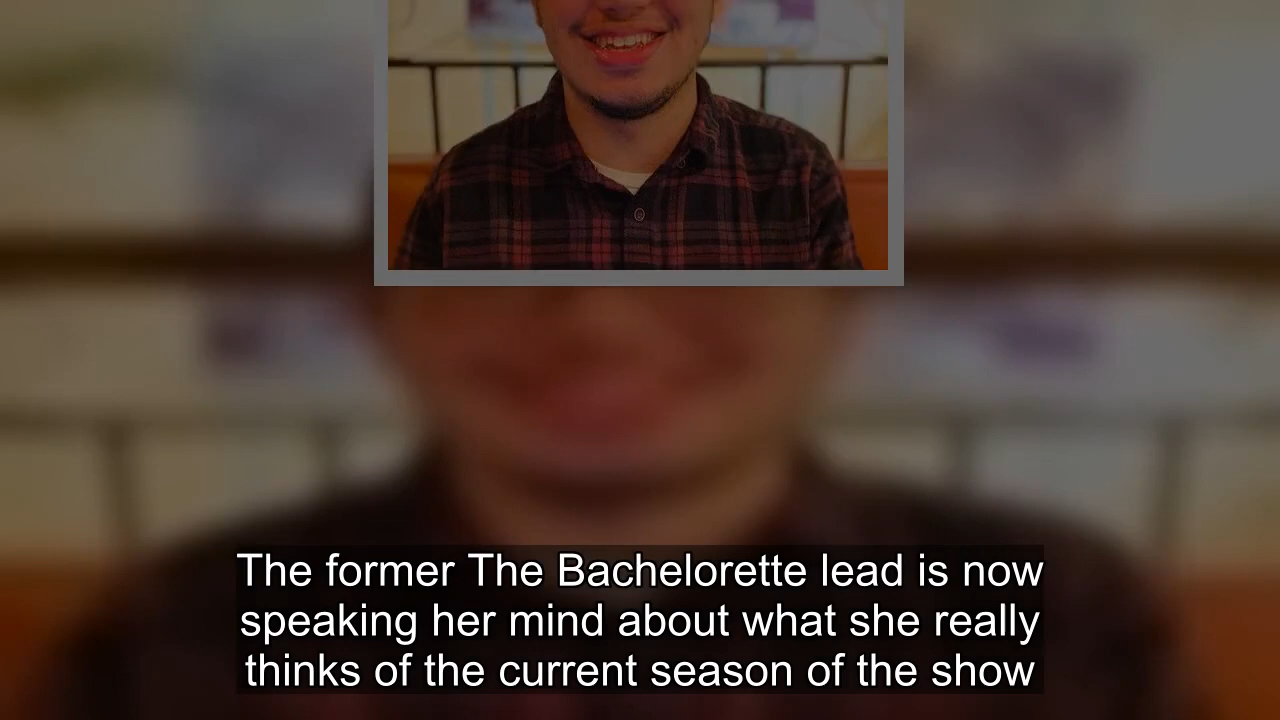 The former The Bachelorette lead is now
speaking her mind about what she really
thinks of the current season of the show